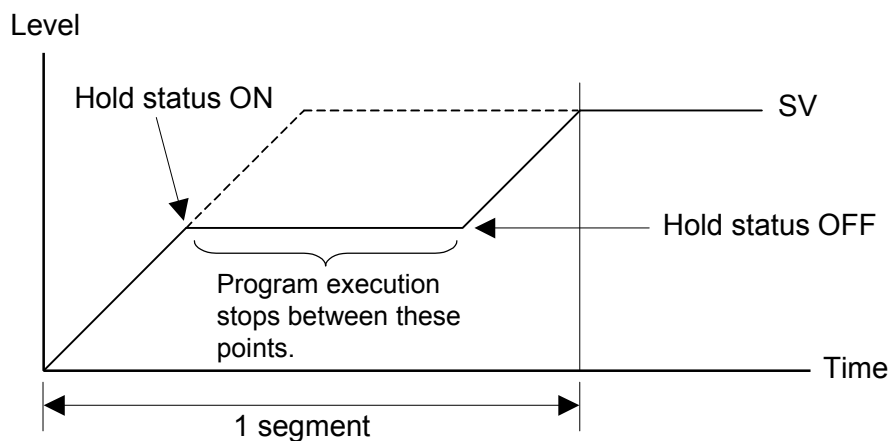 Level
Hold status ON
SV
Hold status OFF
Program execution
stops between these
points.
Time
1 segment